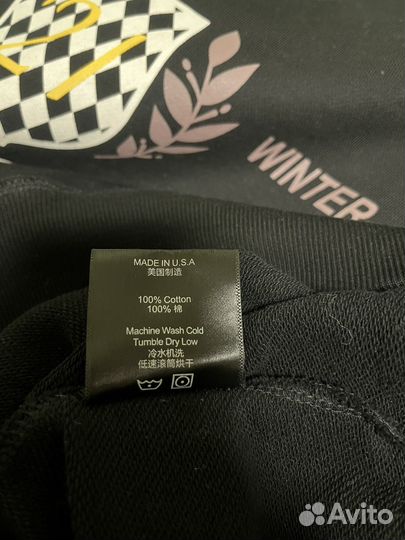 21
WINTER
MADE IN U.S.A
美国制造
100% Cotton
100% 棉
Machine Wash Cold
Tumble Dry Low
冷水机洗
低速滚筒烘干
Avito